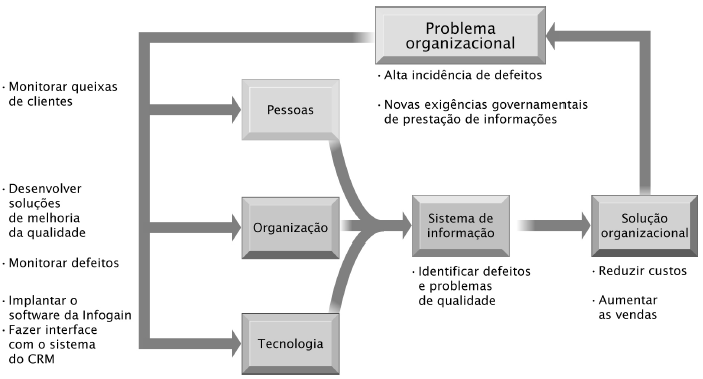 Problema
organizacional
· Alta incidência de defeitos
· Novas exigências governamentais
de prestação de informações
· Monitorar queixas
de clientes
Pessoas
· Desenvolver
soluções
de melhoria
da qualidade
· Monitorar defeitos
Organização
· Implantar o
software da Infogain
· Fazer interface
com o sistema
do CRM
Tecnologia
Sistema de
informação
· Identificar defeitos
e problemas
de qualidade
Solução
organizacional
· Reduzir custos
· Aumentar
as vendas